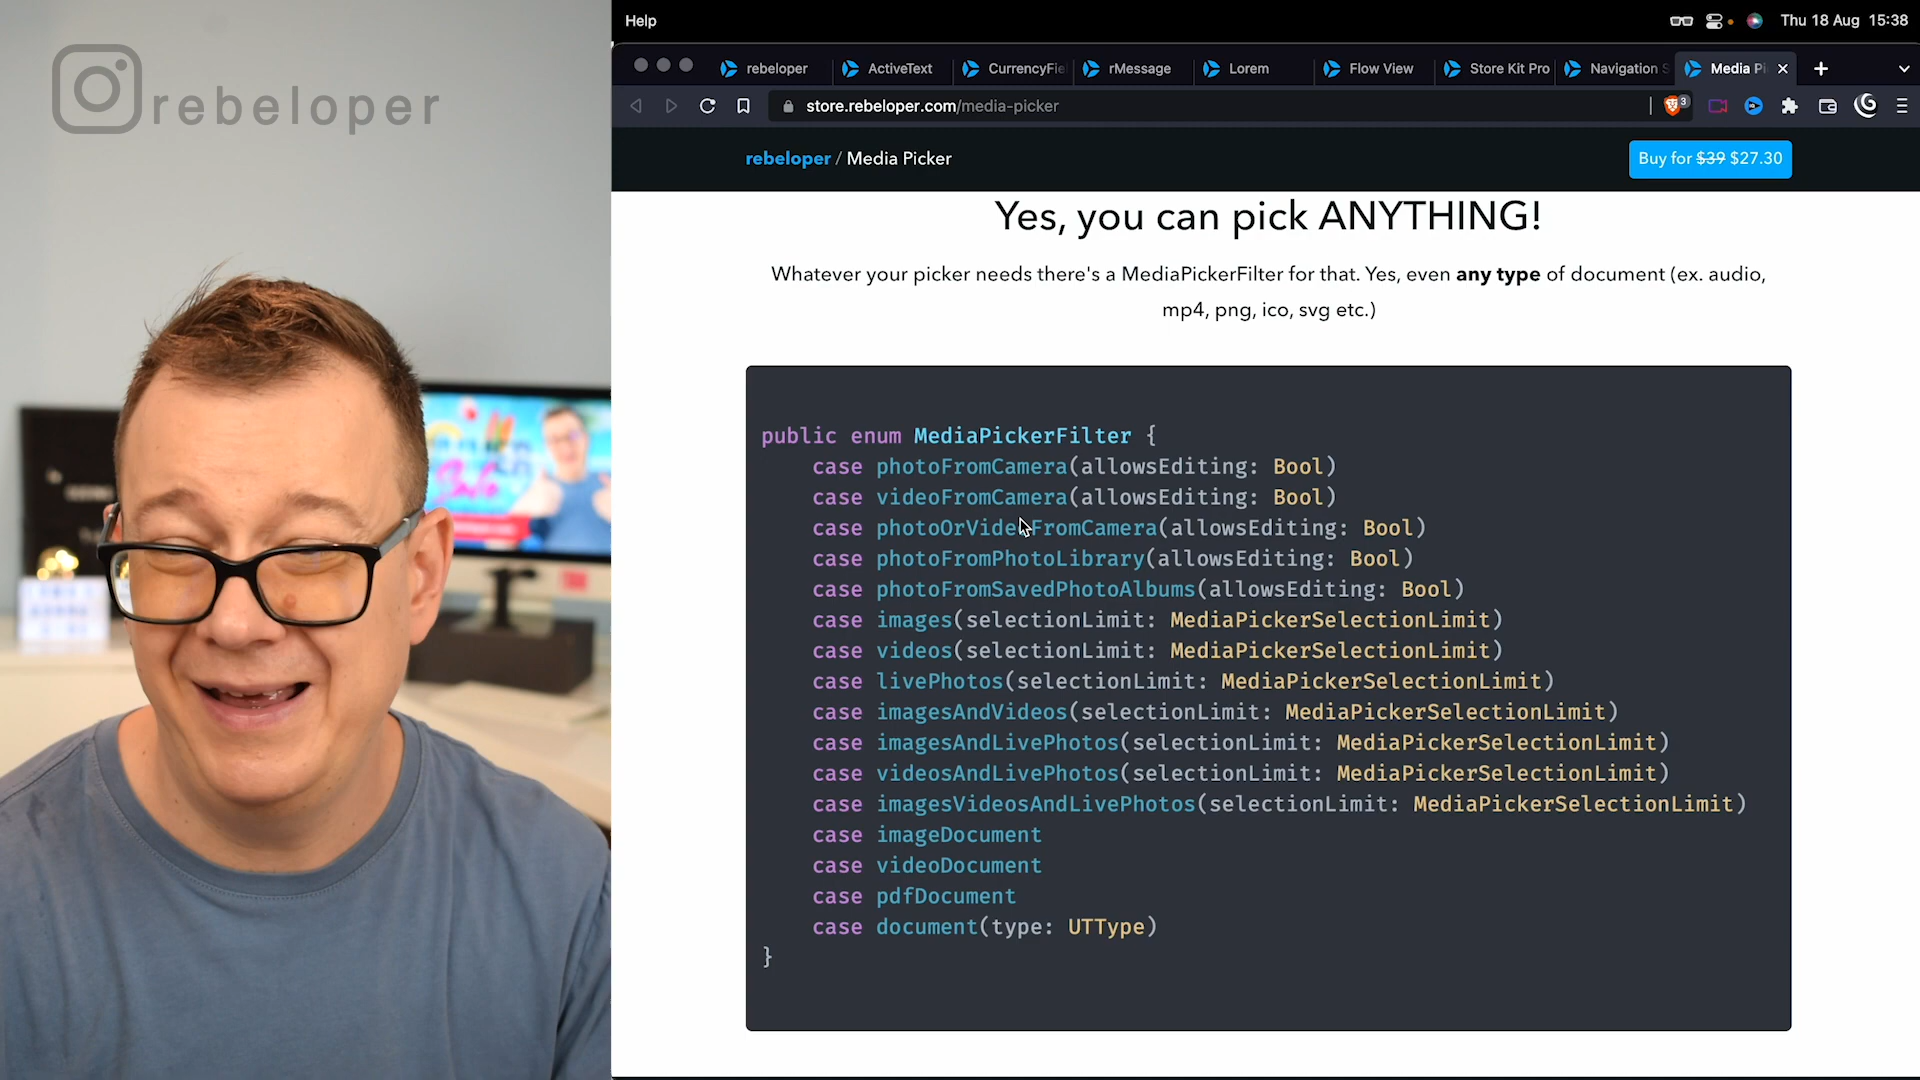 rebeloper
Help
Thu 18 Aug 15:38
rebeloper
ActiveText
CurrencyFie
rMessage
Lorem
Flow View
Store Kit Pro
Navigation S
Media Pi
store.rebeloper.com/media-picker
3
rebeloper / Media Picker
Buy for $39 $27.30
Yes, you can pick ANYTHING!
Whatever your picker needs there's a MediaPickerFilter for that. Yes, even any type of document (ex. audio,
mp4, png, ico, svg etc.)
public enum MediaPickerFilter {
case photoFromCamera(allowsEditing: Bool)
case videoFromCamera(allowsEditing: Bool)
case photoOrVideoFromCamera(allowsEditing: Bool)
case photoFromPhotoLibrary(allowsEditing: Bool)
case photoFromSavedPhotoAlbums(allowsEditing: Bool)
case images(selectionLimit: MediaPickerSelectionLimit)
case videos(selectionLimit: MediaPickerSelectionLimit)
case livePhotos(selectionLimit: MediaPickerSelectionLimit)
case imagesAndVideos(selectionLimit: MediaPickerSelectionLimit)
case imagesAndLivePhotos(selectionLimit: MediaPickerSelectionLimit)
case videosAndLivePhotos(selectionLimit: MediaPickerSelectionLimit)
case imagesVideosAndLivePhotos(selectionLimit: MediaPickerSelectionLimit)
case imageDocument
case videoDocument
case pdfDocument
case document(type: UTType)
}